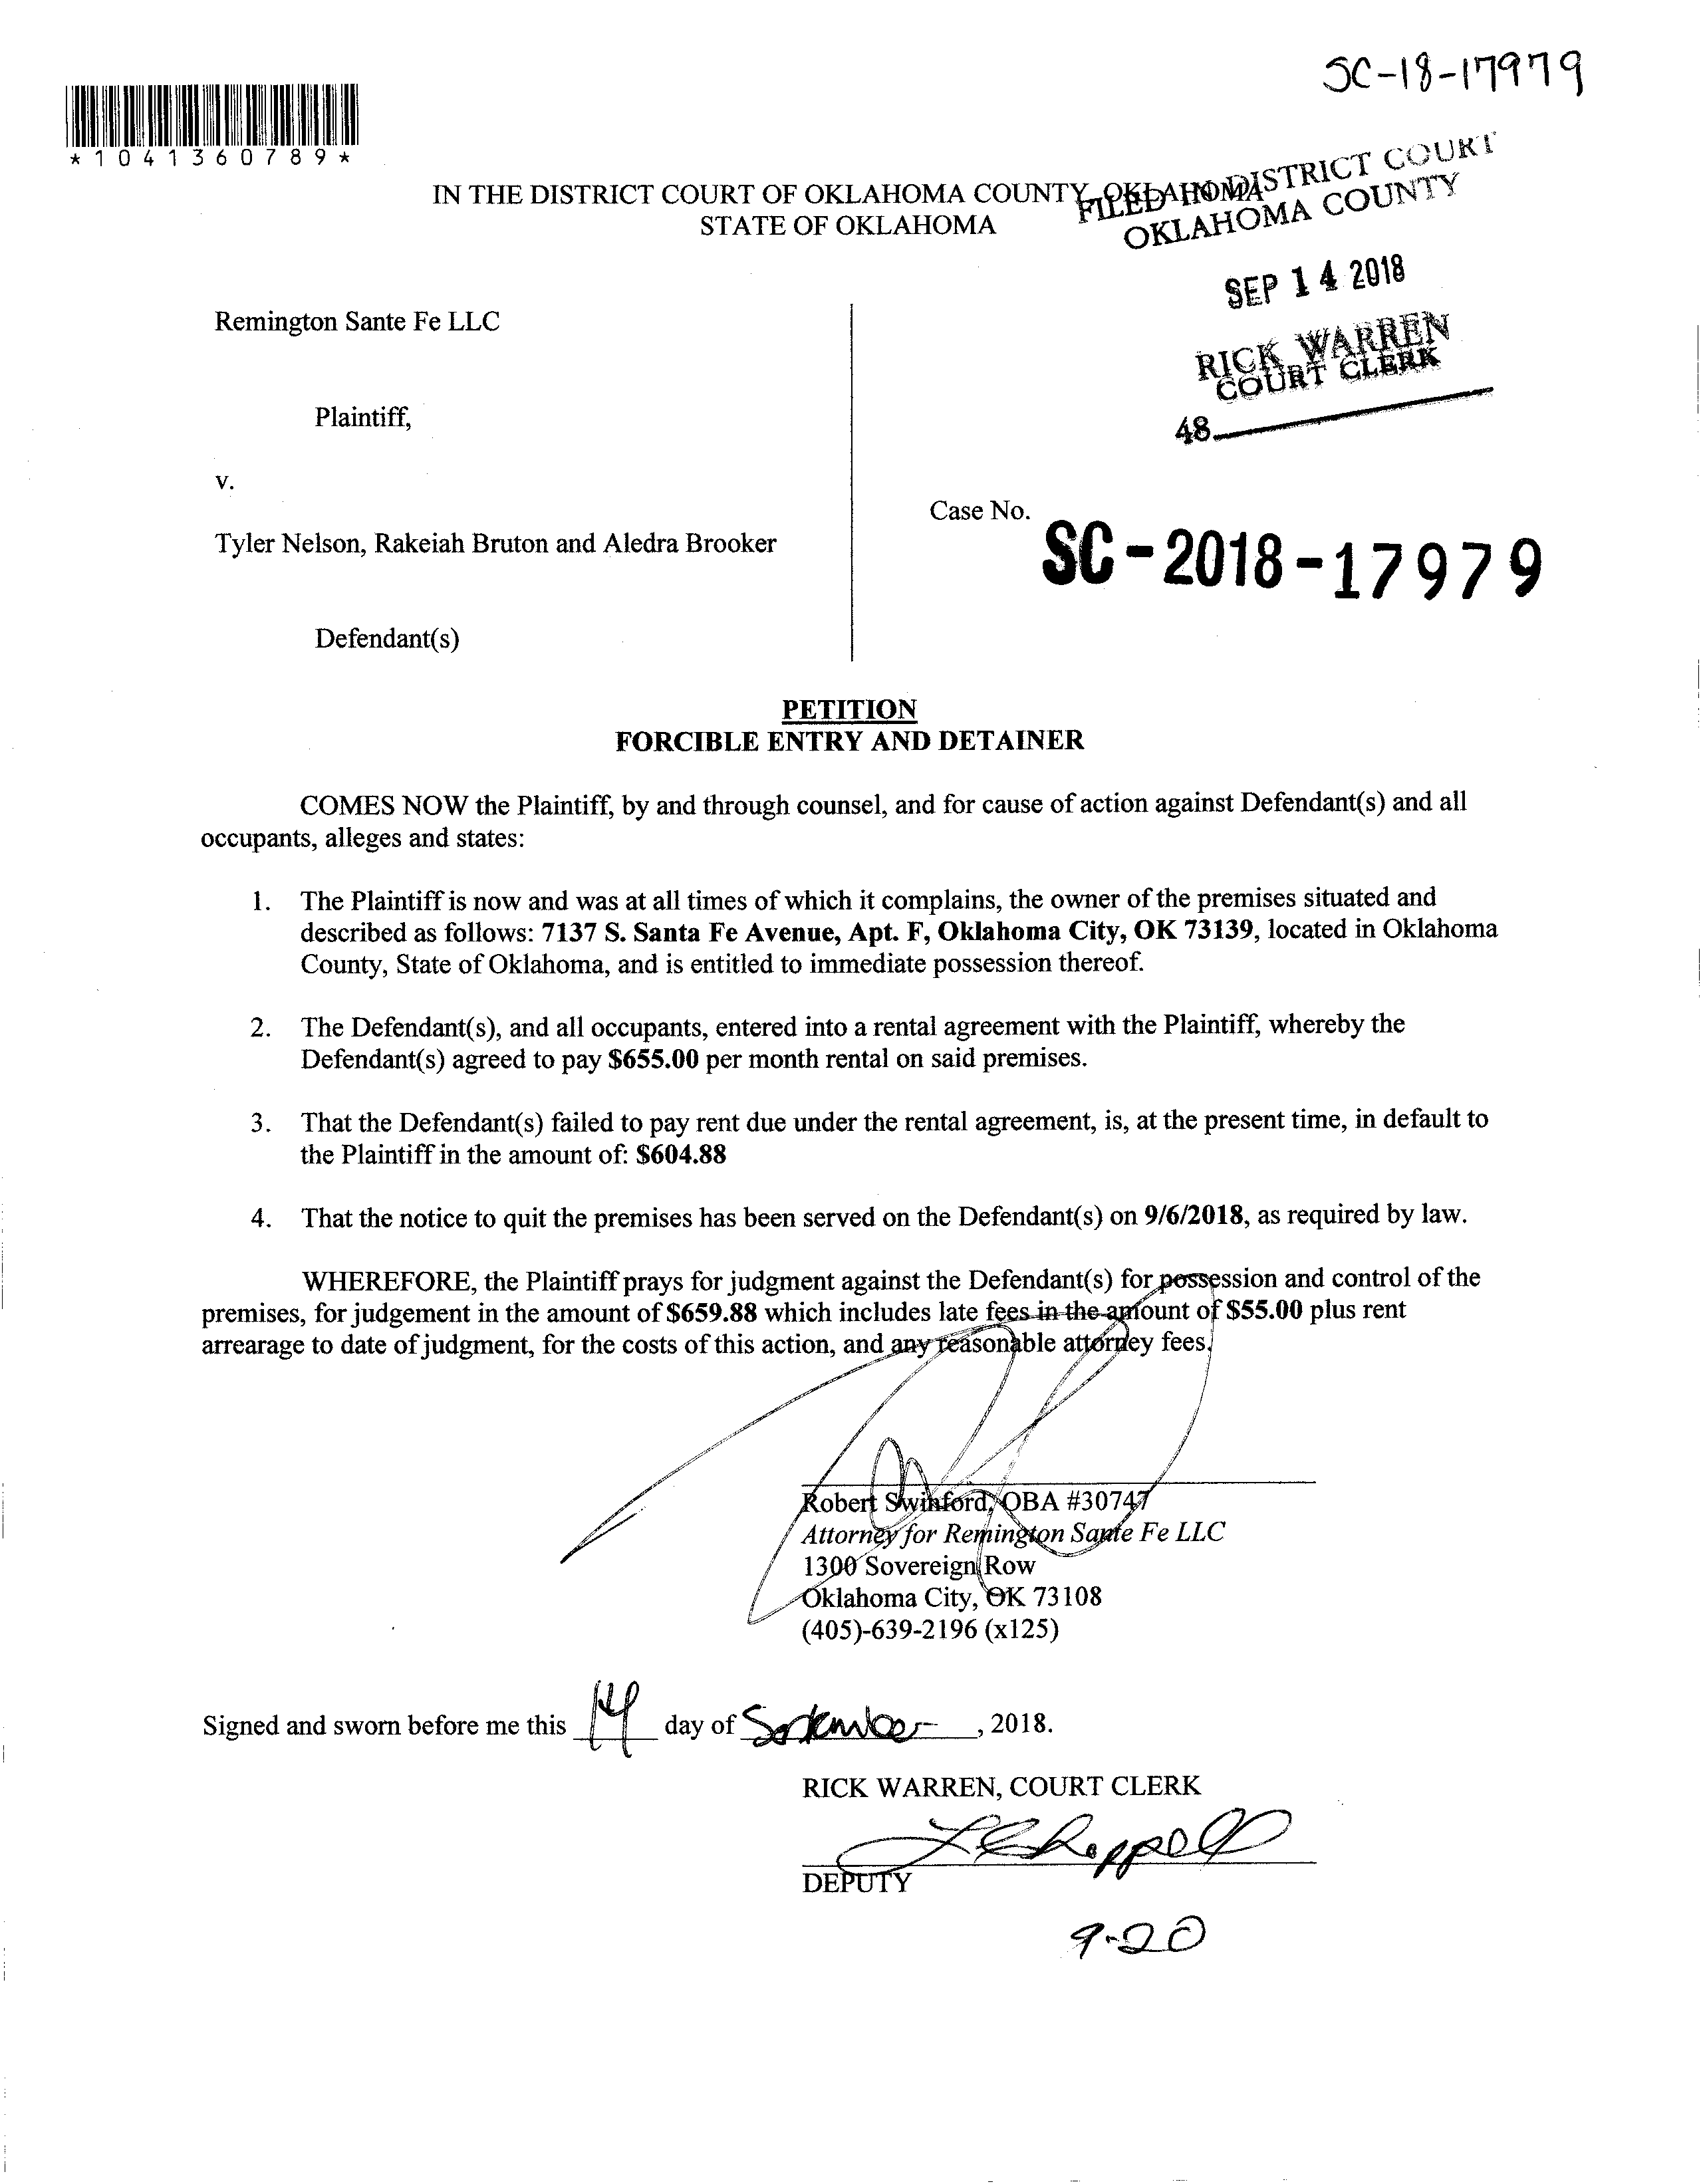 SC-18-17979
*1041360789*
IN THE DISTRICT COURT OF OKLAHOMA COUNTY, OKLAHOMA
STATE OF OKLAHOMA
FILED IN DISTRICT COURT
OKLAHOMA COUNTY
SEP 14 2018
RICK WARREN
COURT CLERK
48
Remington Sante Fe LLC
Plaintiff,
v.
Case No.
SC-2018-17979
Tyler Nelson, Rakeiah Bruton and Aledra Brooker
Defendant(s)
PETITION
FORCIBLE ENTRY AND DETAINER
COMES NOW the Plaintiff, by and through counsel, and for cause of action against Defendant(s) and all
occupants, alleges and states:
1. The Plaintiff is now and was at all times of which it complains, the owner of the premises situated and
described as follows: 7137 S. Santa Fe Avenue, Apt. F, Oklahoma City, OK 73139, located in Oklahoma
County, State of Oklahoma, and is entitled to immediate possession thereof.
2. The Defendant(s), and all occupants, entered into a rental agreement with the Plaintiff, whereby the
Defendant(s) agreed to pay $655.00 per month rental on said premises.
3. That the Defendant(s) failed to pay rent due under the rental agreement, is, at the present time, in default to
the Plaintiff in the amount of: $604.88
4. That the notice to quit the premises has been served on the Defendant(s) on 9/6/2018, as required by law.
WHEREFORE, the Plaintiff prays for judgment against the Defendant(s) for possession and control of the
premises, for judgement in the amount of $659.88 which includes late fees in the amount of $55.00 plus rent
arrearage to date of judgment, for the costs of this action, and any reasonable attorney fees.
Robert Swinford, OBA #30747
Attorney for Remington Sante Fe LLC
1300 Sovereign Row
Oklahoma City, OK 73108
(405)-639-2196 (x125)
Signed and sworn before me this 14 day of September, 2018.
RICK WARREN, COURT CLERK
DEPUTY
9-20